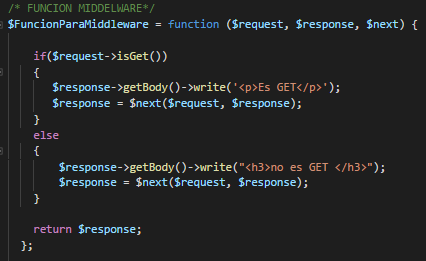 /* FUNCION MIDDELWARE*/
$FuncionParaMiddleware = function ($request, $response, $next) {
if($request->isGet())
{
$response->getBody()->write('<p>Es GET</p>');
$response = $next($request, $response);
}
else
{
$response->getBody()->write("<h3>no es GET </h3>");
$response = $next($request, $response);
}
return $response;
};